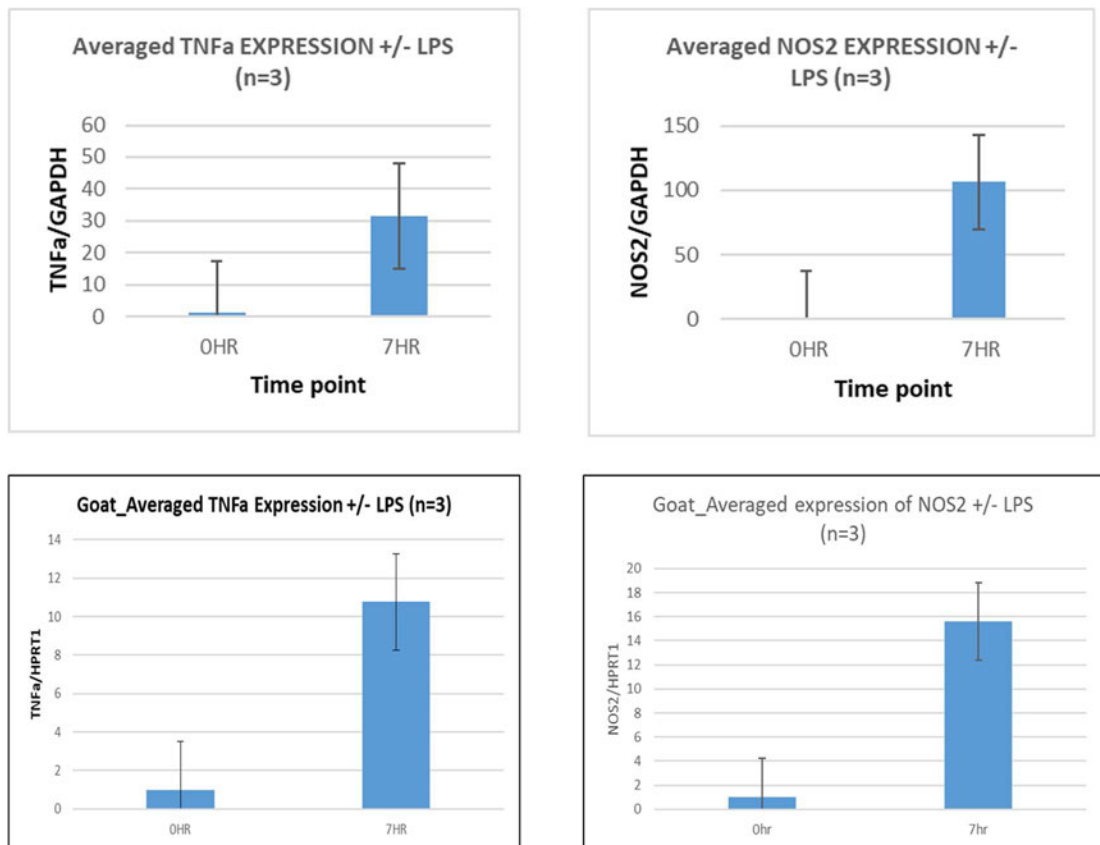 Averaged TNFa EXPRESSION +/- LPS
(n=3)
TNFa/GAPDH
60
50
40
30
20
10
0
0HR
7HR
Time point
Averaged NOS2 EXPRESSION +/-
LPS (n=3)
NOS2/GAPDH
150
100
50
0
0HR
7HR
Time point
Goat_Averaged TNFa Expression +/- LPS (n=3)
TNFa/HPRT1
14
12
10
8
6
4
2
0
0HR
7HR
Goat_Averaged expression of NOS2 +/- LPS
(n=3)
NOS2/HPRT1
20
18
16
14
12
10
8
6
4
2
0
0hr
7hr